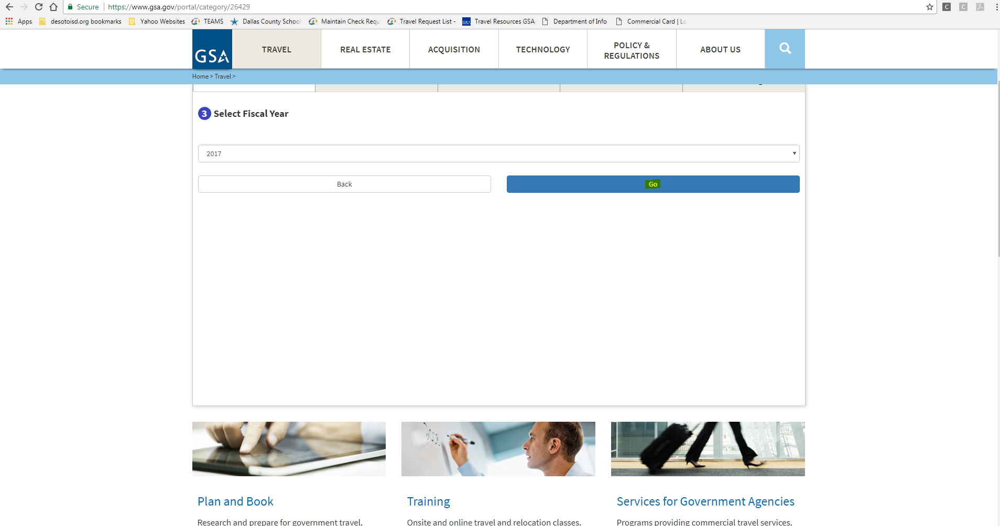 Secure https://www.gsa.gov/portal/category/26429
Apps desotoisd.org bookmarks Yahoo Websites TEAMS Dallas County School Maintain Check Requ Travel Request List - GSA Travel Resources GSA Department of Info Commercial Card | Lo
GSA
TRAVEL
REAL ESTATE
ACQUISITION
TECHNOLOGY
POLICY &
REGULATIONS
ABOUT US
Home > Travel >
3 Select Fiscal Year
2017
Back
Go
Plan and Book
Training
Services for Government Agencies
Research and prepare for government travel.
Onsite and online travel and relocation classes.
Programs providing commercial travel services.